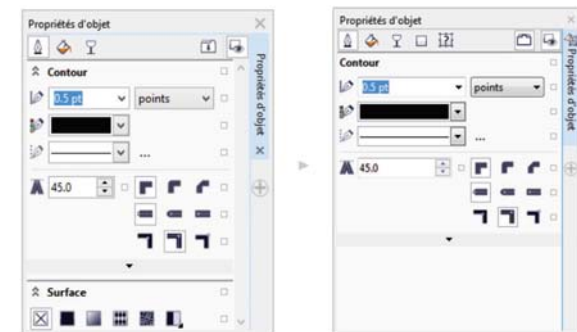 Propriétés d'objet
Contour
0.5 pt
points
...
45.0
Surface
Propriétés d'objet
Propriétés d'objet
Contour
0.5 pt
points
...
45.0
Propriétés d'objet